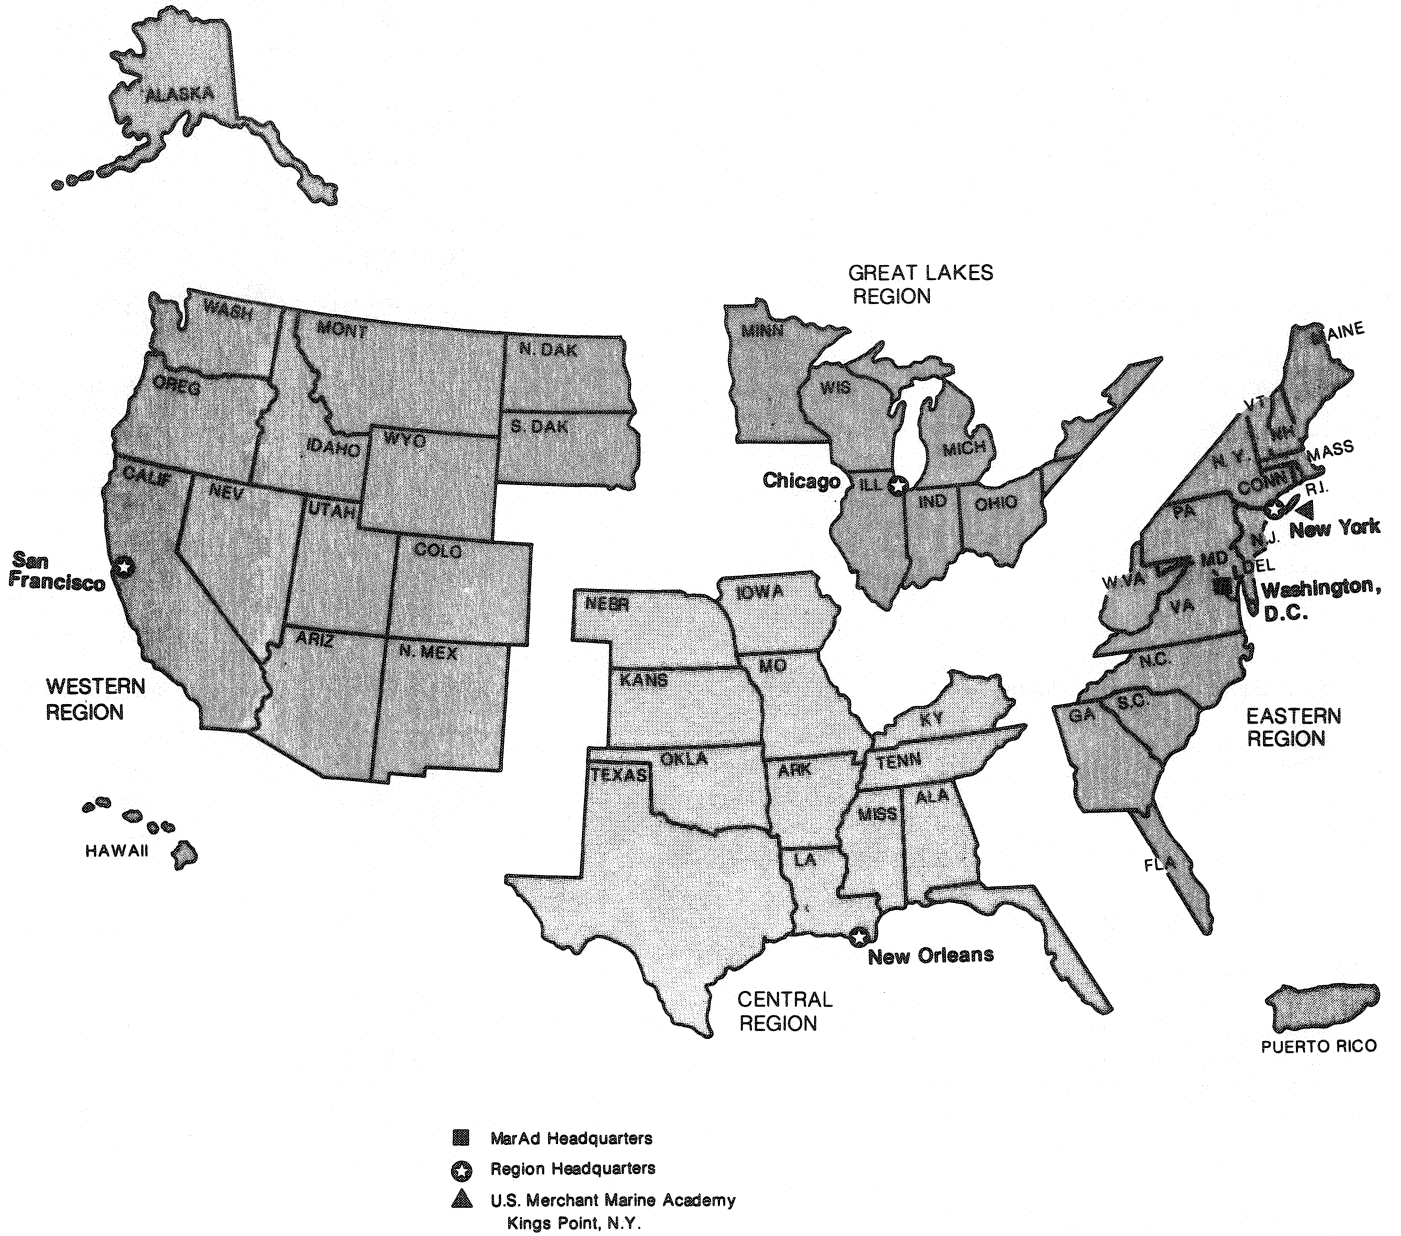 ALASKA
GREAT LAKES
REGION
WASH
MONT
N. DAK
MINN
MAINE
OREG
WIS
VT
S. DAK
IDAHO
WYO
NH
MICH
MASS
N. Y.
CALIF
NEV
Chicago
ILL
CONN
R.I.
UTAH
IND
OHIO
PA
New York
COLO
N.J.
San
Francisco
MD
DEL
W VA
Washington,
D.C.
VA
NEBR
IOWA
ARIZ
N. MEX
MO
N.C.
KANS
WESTERN
REGION
S.C.
GA
KY
EASTERN
REGION
OKLA
TENN
TEXAS
ARK
ALA
MISS
HAWAII
LA
FLA
New Orleans
CENTRAL
REGION
PUERTO RICO
MarAd Headquarters
Region Headquarters
U.S. Merchant Marine Academy
Kings Point, N.Y.